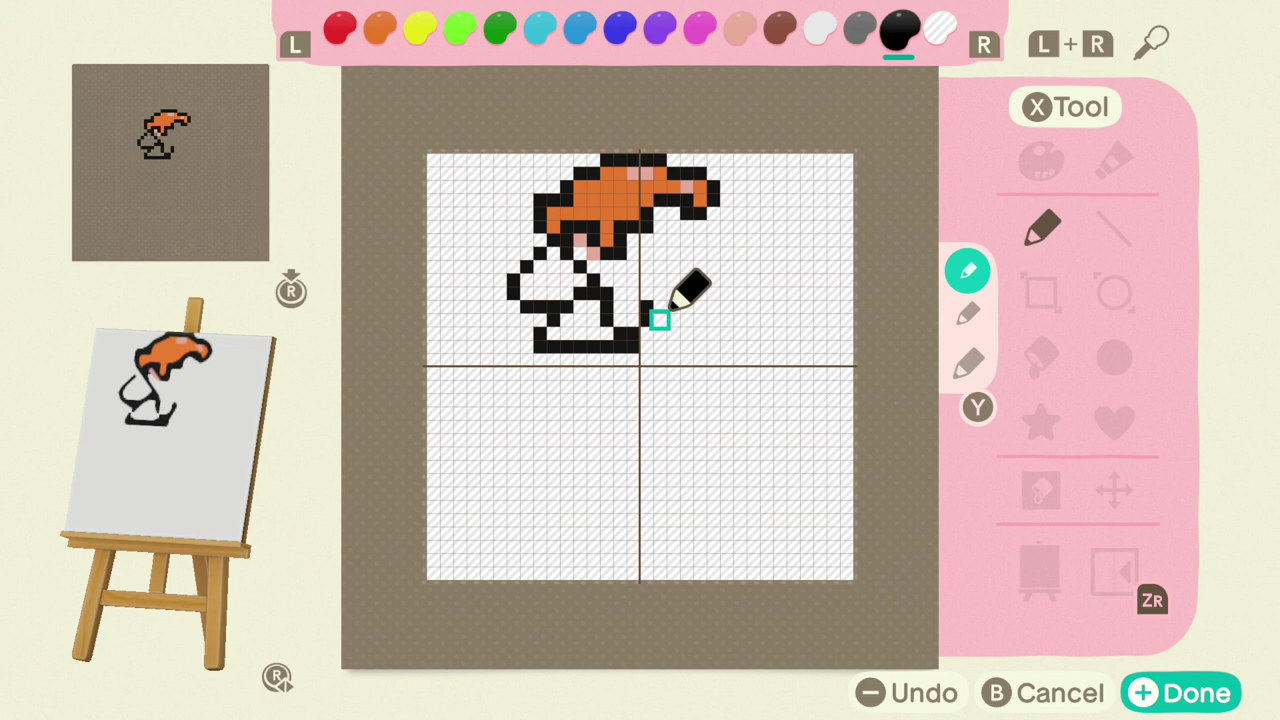 L
R
L + R
X Tool
R
Y
ZR
R
− Undo
B Cancel
+ Done